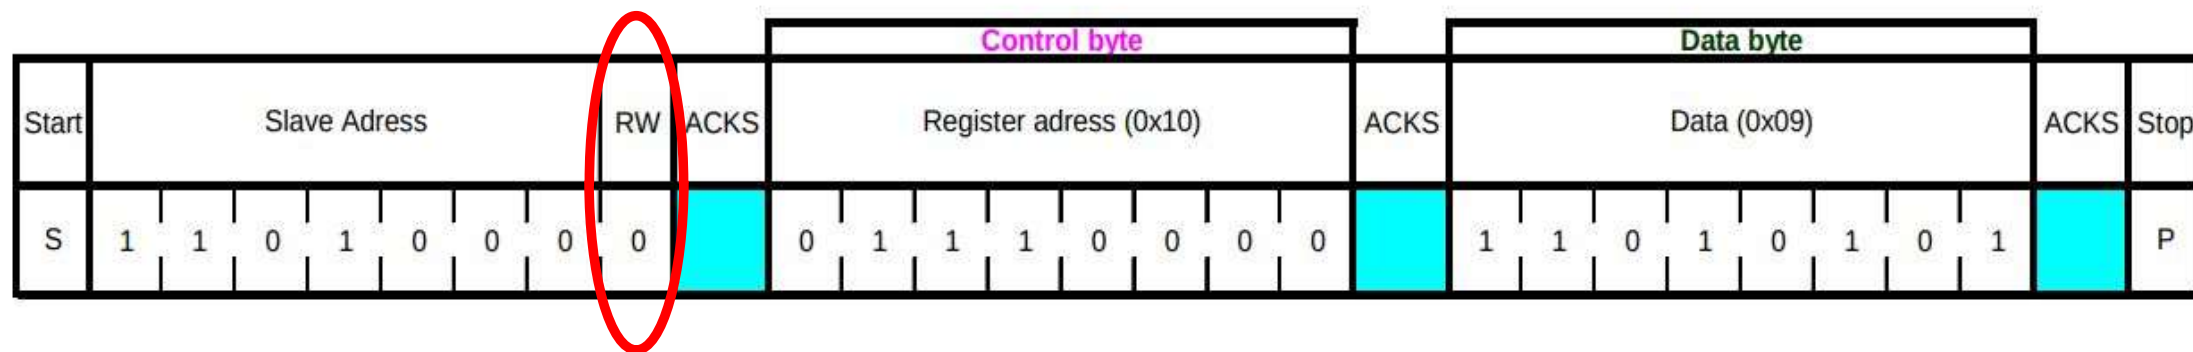 Control byte Data byte
Start Slave Adress RW ACKS Register adress (0x10) ACKS Data (0x09) ACKS Stop
S 1 1 0 1 0 0 0 0 0 1 1 1 0 0 0 0 1 1 0 1 0 1 0 1 P